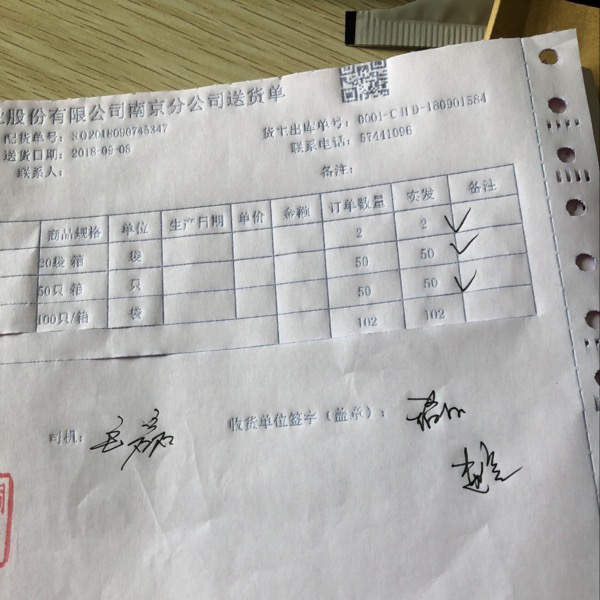 股份有限公司南京分公司送货单
配货单号: SO2018090745347
货卡出库单号: 0001-CHD-180901584
送货日期: 2018-09-08
联系电话: 57441096
联系人:
备注:
商品规格 单位 生产日期 单价 金额 订单数量 实发 备注
20袋/箱 袋 2 2
50只/箱 只 50 50
100只/箱 袋 50 50
102 102
司机:
收货单位签字(盖章):